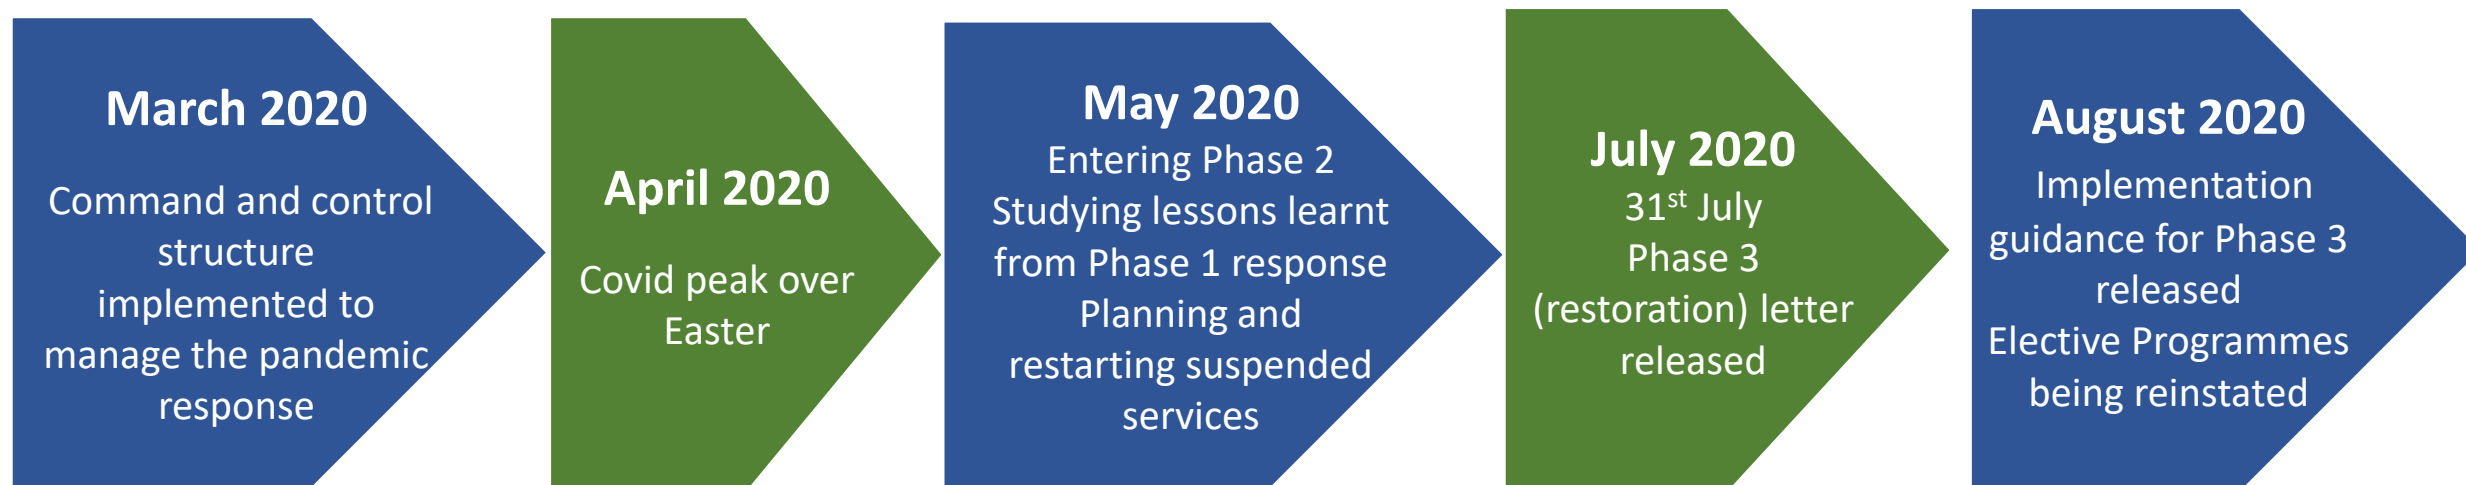 March 2020
Command and control
structure
implemented to
manage the pandemic
response
April 2020
Covid peak over
Easter
May 2020
Entering Phase 2
Studying lessons learnt
from Phase 1 response
Planning and
restarting suspended
services
July 2020
31st July
Phase 3
(restoration) letter
released
August 2020
Implementation
guidance for Phase 3
released
Elective Programmes
being reinstated